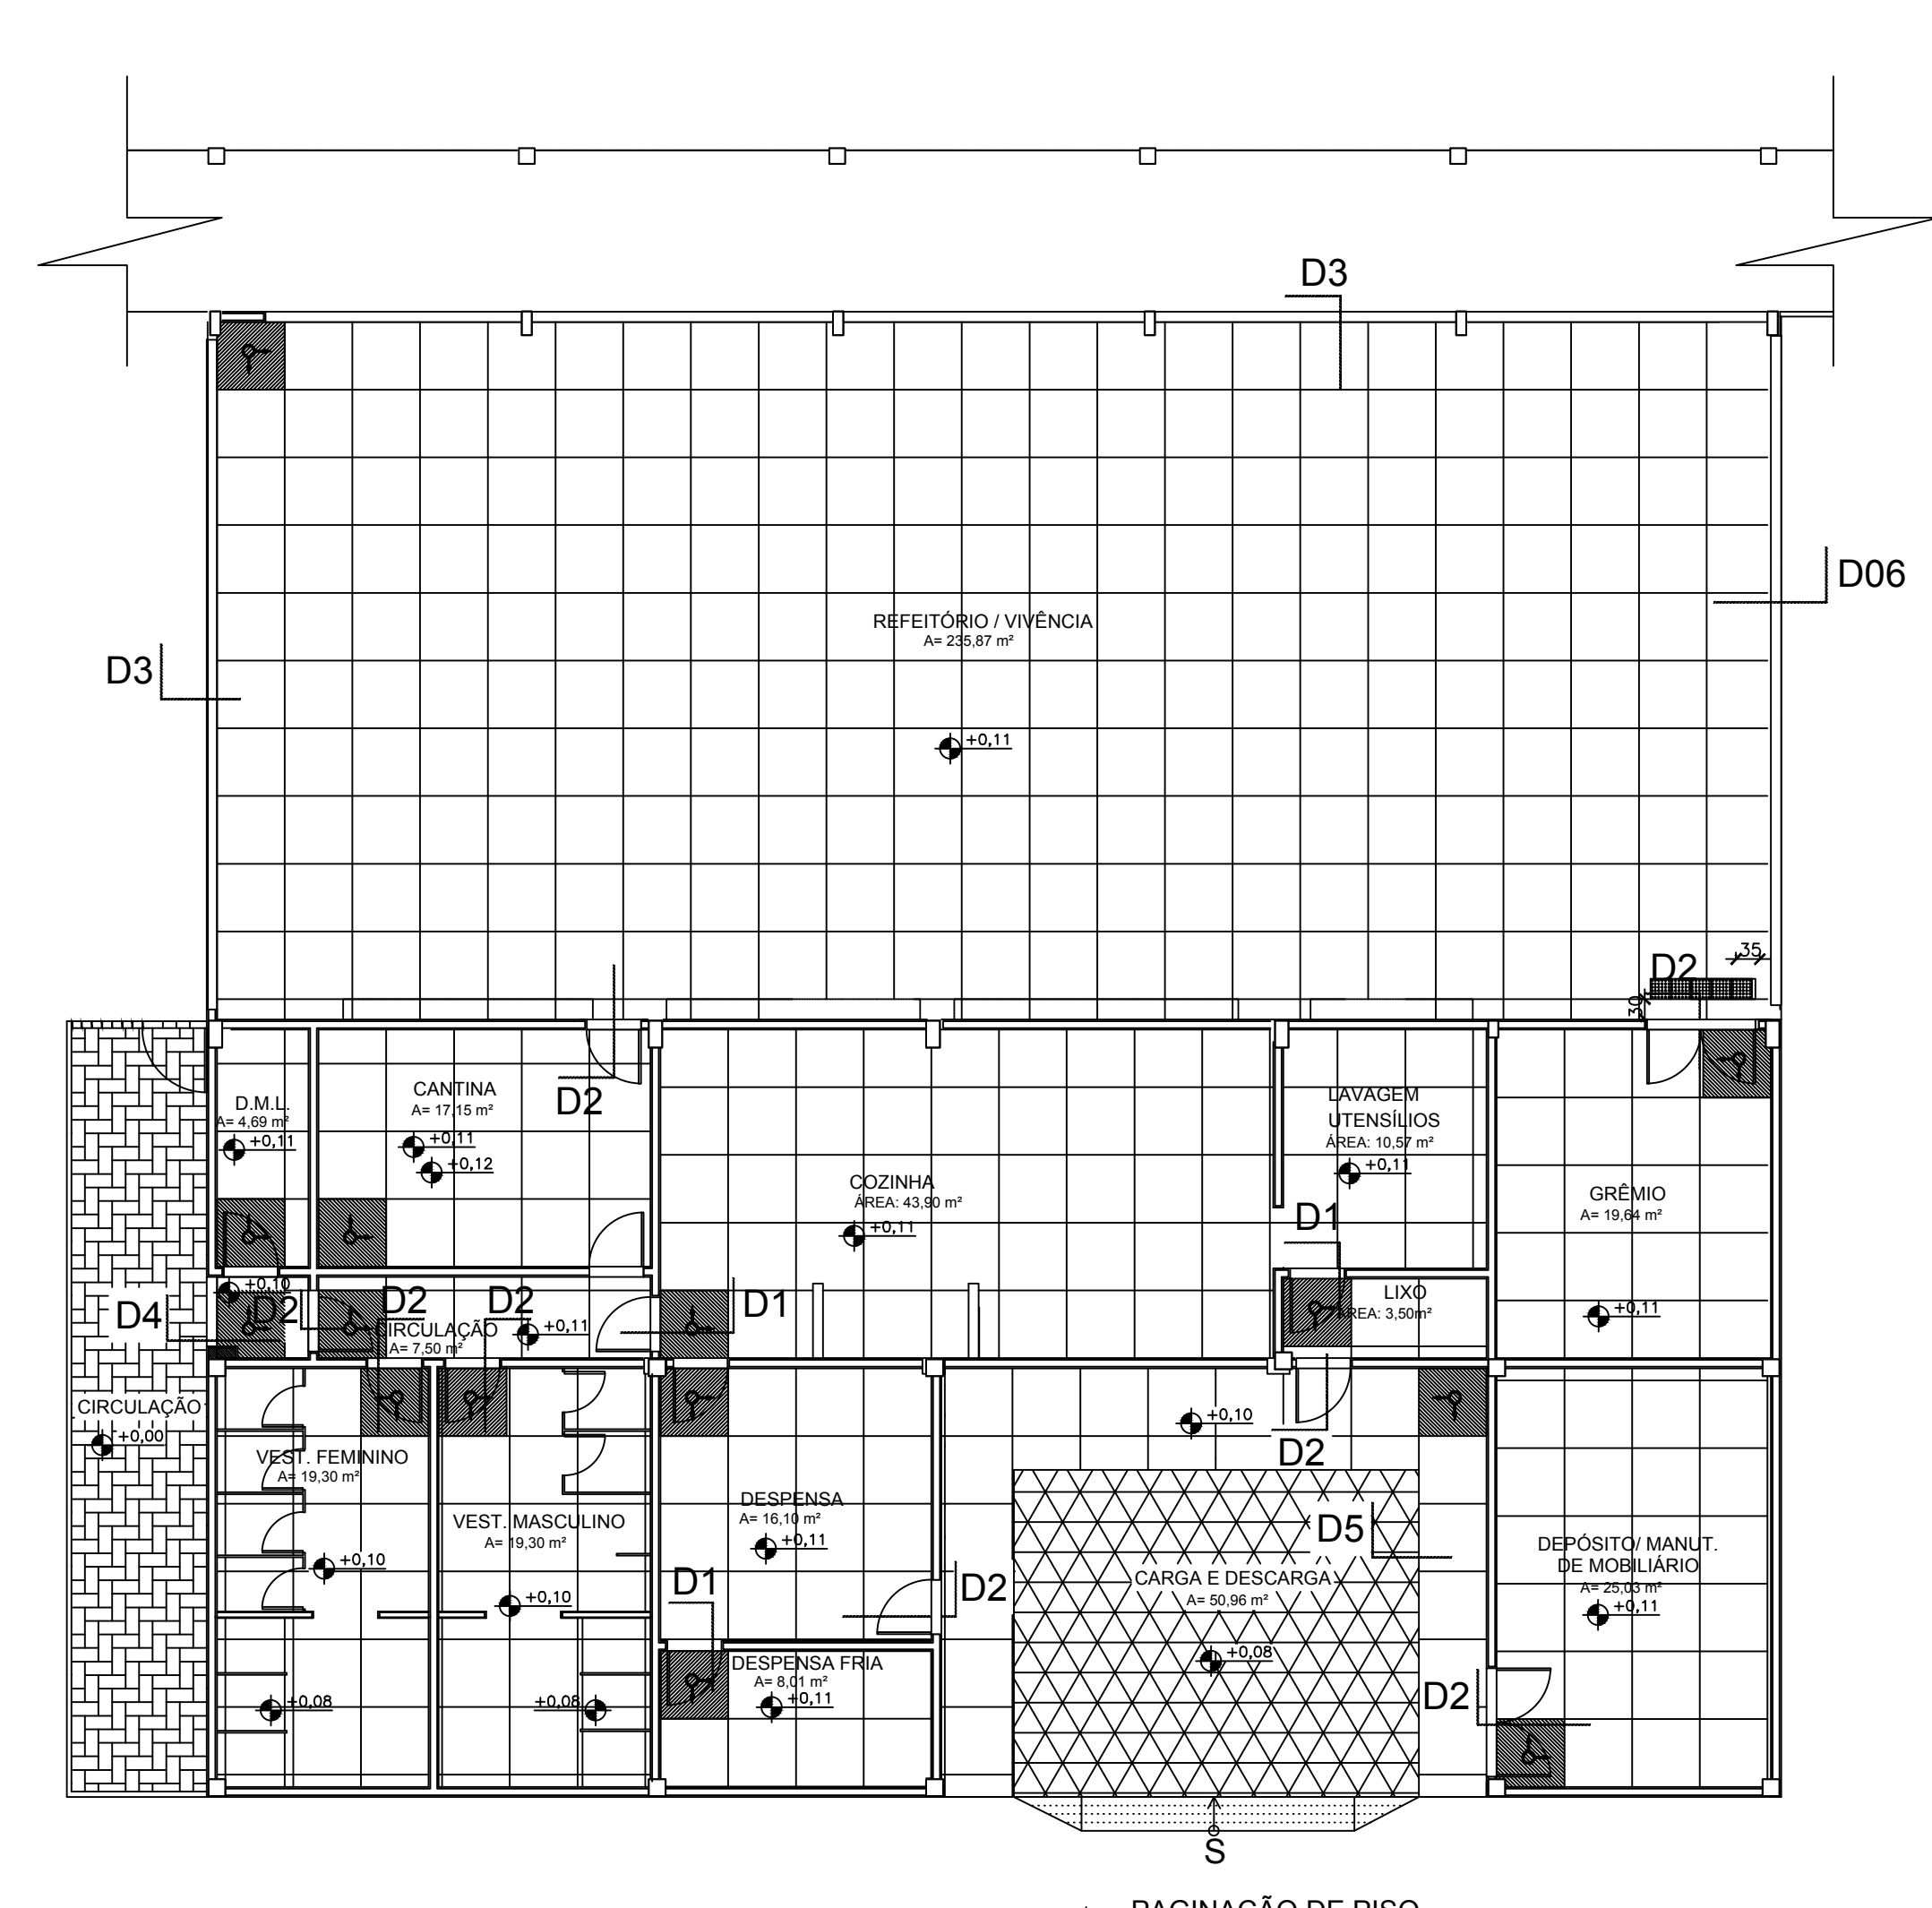 D3
D06
REFEITÓRIO / VIVÊNCIA
A= 235,87 m²
D3
+0,11
35
D2
30
CANTINA
A= 17,15 m²
D2
D.M.L.
A= 4,69 m²
+0,11
+0,11
+0,12
LAVAGEM
UTENSÍLIOS
ÁREA: 10,57 m²
+0,11
COZINHA
ÁREA: 43,90 m²
+0,11
GRÊMIO
A= 19,64 m²
D1
+0,10
D4
D2
D2
D2
D1
LIXO
ÁREA: 3,50m²
+0,11
CIRCULAÇÃO
A= 7,50 m²
+0,11
CIRCULAÇÃO
+0,00
+0,10
VEST. FEMININO
A= 19,30 m²
D2
DESPENSA
A= 16,10 m²
+0,11
VEST. MASCULINO
A= 19,30 m²
D5
DEPÓSITO/ MANUT.
DE MOBILIÁRIO
A= 25,03 m²
+0,11
+0,10
D1
D2
CARGA E DESCARGA
A= 50,96 m²
+0,10
+0,08
DESPENSA FRIA
A= 8,01 m²
+0,11
+0,08
+0,08
D2
S
PAGINAÇÃO DE PISO